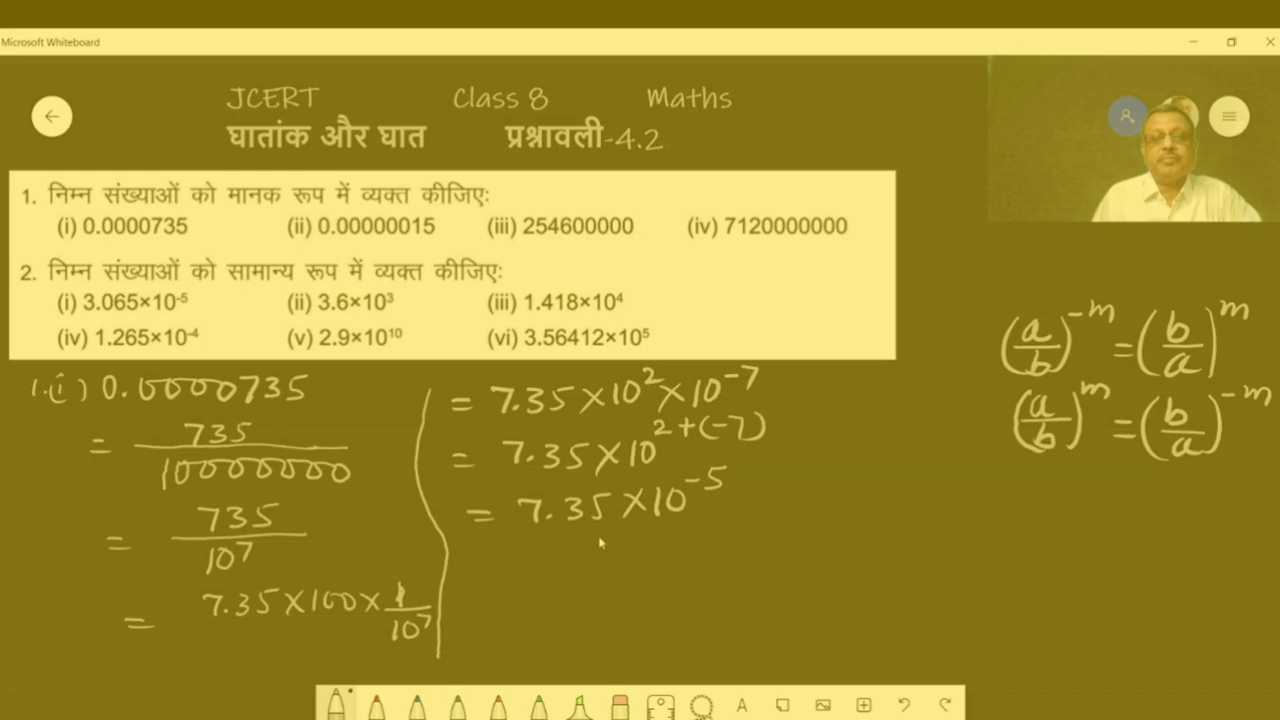 Microsoft Whiteboard
JCERT Class 8 Maths
घातांक और घात प्रश्नावली-4.2
1. निम्न संख्याओं को मानक रूप में व्यक्त कीजिए:
(i) 0.0000735 (ii) 0.00000015 (iii) 254600000 (iv) 7120000000
2. निम्न संख्याओं को सामान्य रूप में व्यक्त कीजिए:
(i) 3.065×10⁻⁵ (ii) 3.6×10³ (iii) 1.418×10⁴
(iv) 1.265×10⁻⁴ (v) 2.9×10¹⁰ (vi) 3.56412×10⁵
1.(i) 0.0000735
= 735/10000000
= 735/10⁷
= 7.35×100×1/10⁷
= 7.35×10²×10⁻⁷
= 7.35×10²⁺⁽⁻⁷⁾
= 7.35×10⁻⁵
(a/b)⁻ᵐ = (b/a)ᵐ
(a/b)ᵐ = (b/a)⁻ᵐ